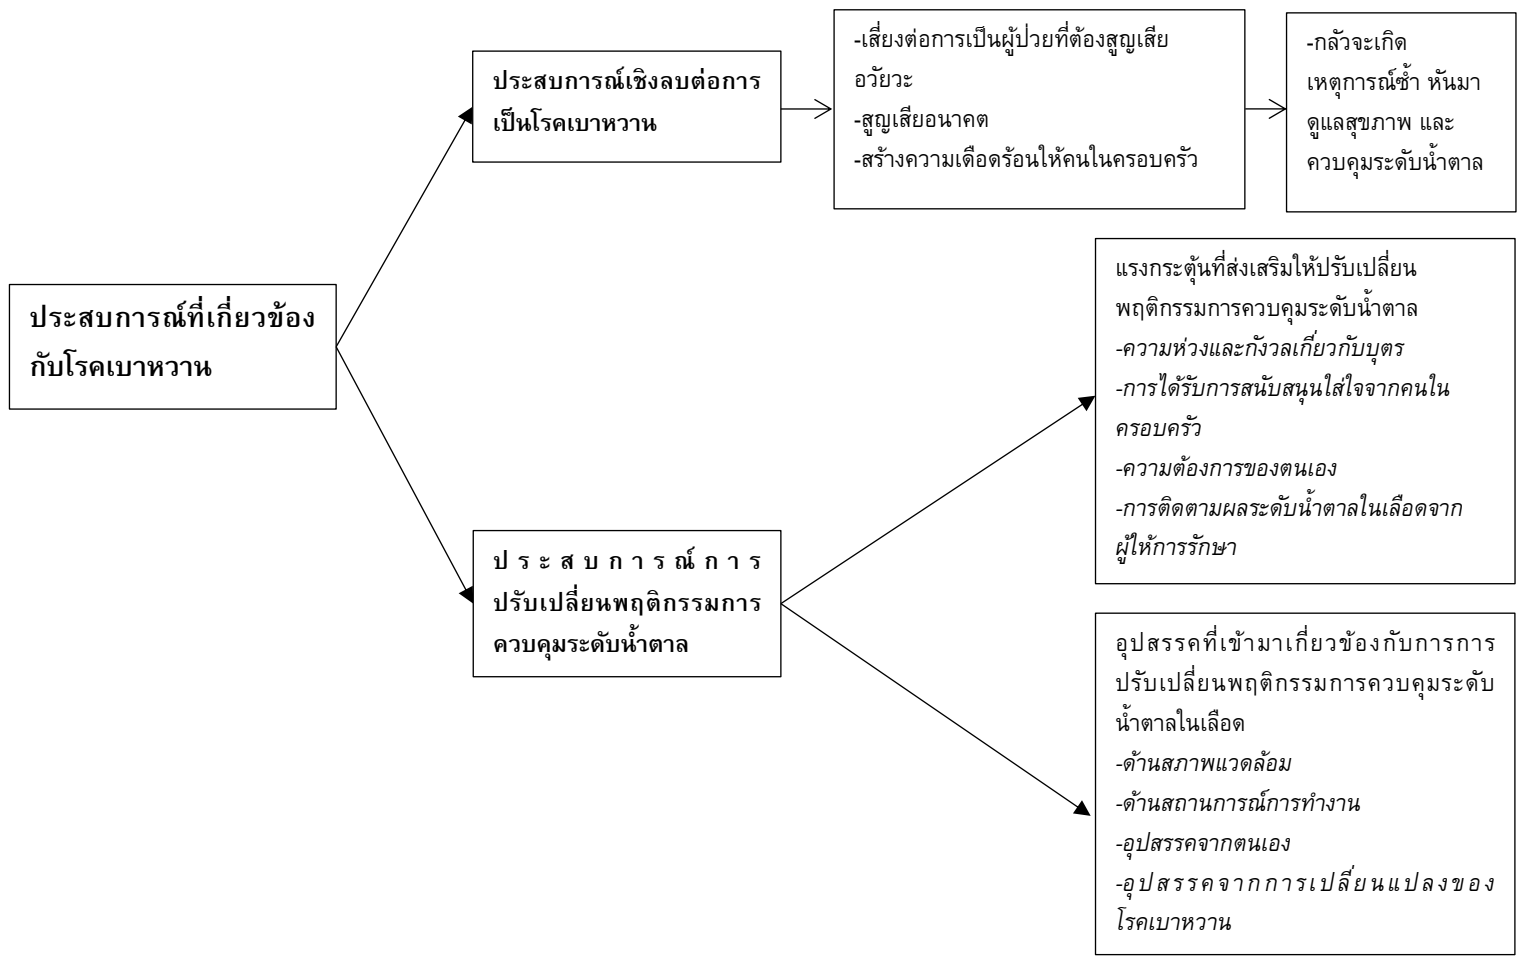 ประสบการณ์เชิงลบต่อการ
เป็นโรคเบาหวาน
-เสี่ยงต่อการเป็นผู้ป่วยที่ต้องสูญเสีย
อวัยวะ
-สูญเสียอนาคต
-สร้างความเดือดร้อนให้คนในครอบครัว
-กลัวจะเกิด
เหตุการณ์ซ้ำ หันมา
ดูแลสุขภาพ และ
ควบคุมระดับน้ำตาล
ประสบการณ์ที่เกี่ยวข้อง
กับโรคเบาหวาน
ประสบการณ์การ
ปรับเปลี่ยนพฤติกรรมการ
ควบคุมระดับน้ำตาล
แรงกระตุ้นที่ส่งเสริมให้ปรับเปลี่ยน
พฤติกรรมการควบคุมระดับน้ำตาล
-ความห่วงและกังวลเกี่ยวกับบุตร
-การได้รับการสนับสนุนใส่ใจจากคนใน
ครอบครัว
-ความต้องการของตนเอง
-การติดตามผลระดับน้ำตาลในเลือดจาก
ผู้ให้การรักษา
อุปสรรคที่เข้ามาเกี่ยวข้องกับการการ
ปรับเปลี่ยนพฤติกรรมการควบคุมระดับ
น้ำตาลในเลือด
-ด้านสภาพแวดล้อม
-ด้านสถานการณ์การทำงาน
-อุปสรรคจากตนเอง
-อุปสรรคจากการเปลี่ยนแปลงของ
โรคเบาหวาน